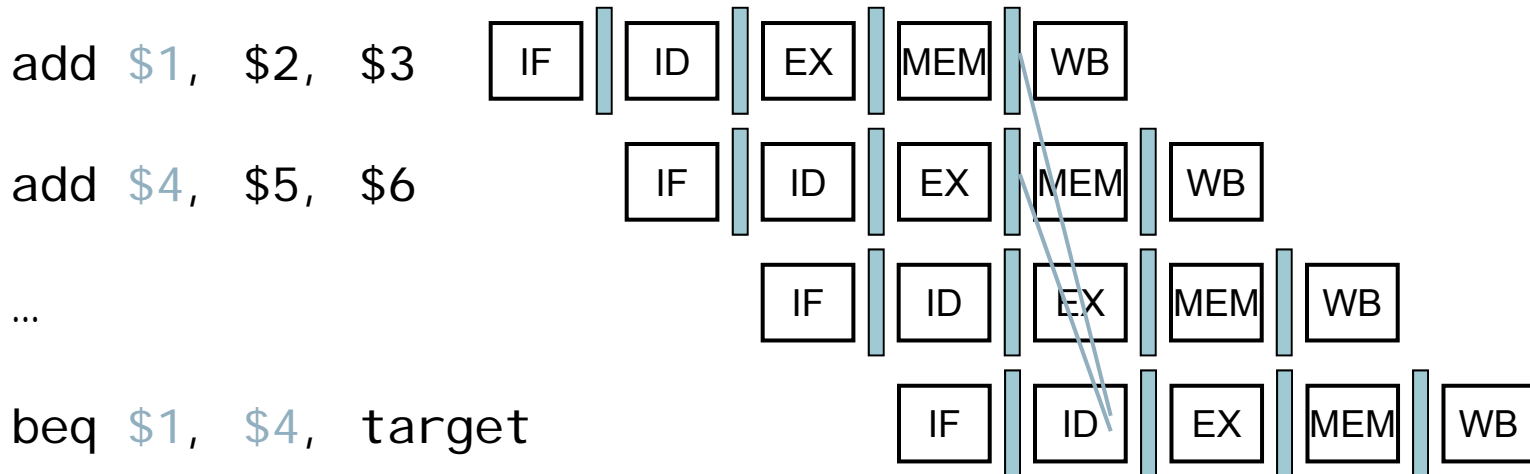 add $1, $2, $3 IF ID EX MEM WB
add $4, $5, $6 IF ID EX MEM WB
... IF ID EX MEM WB
beq $1, $4, target IF ID EX MEM WB